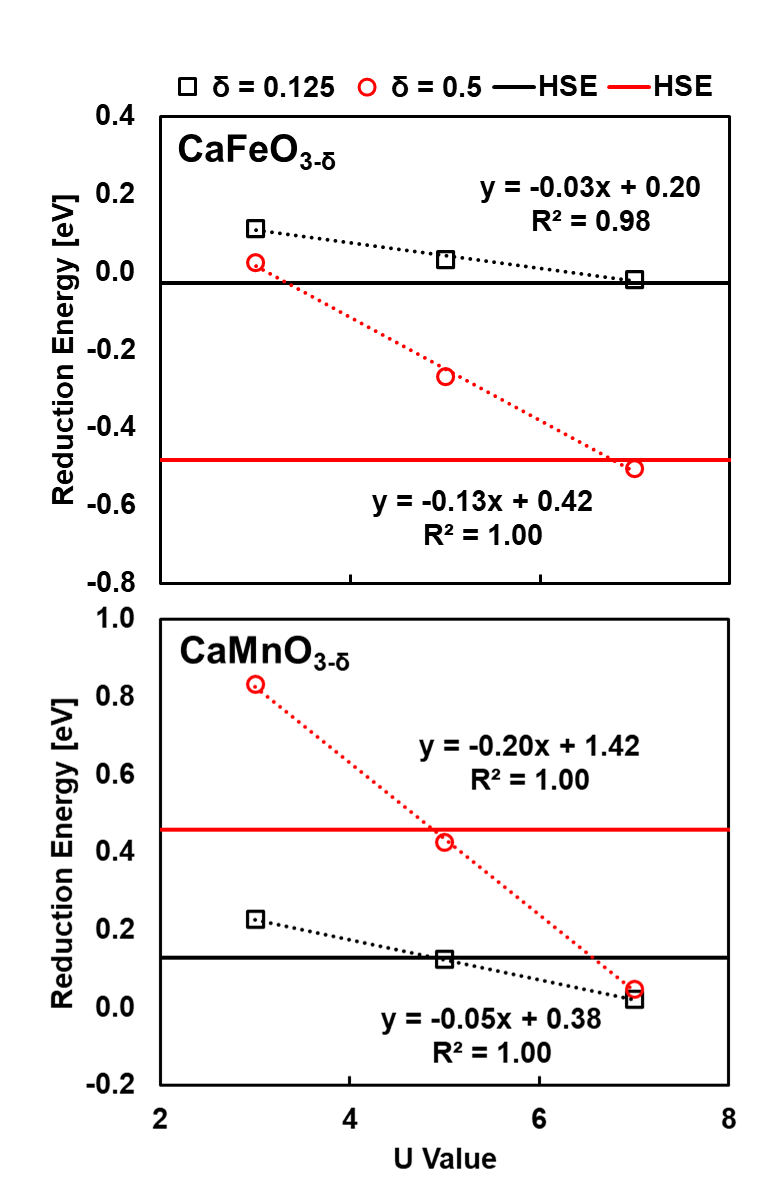 δ = 0.125 δ = 0.5 HSE HSE
CaFeO3-δ
y = -0.03x + 0.20
R² = 0.98
y = -0.13x + 0.42
R² = 1.00
Reduction Energy [eV]
0.4
0.2
0.0
-0.2
-0.4
-0.6
-0.8
CaMnO3-δ
y = -0.20x + 1.42
R² = 1.00
y = -0.05x + 0.38
R² = 1.00
Reduction Energy [eV]
1.0
0.8
0.6
0.4
0.2
0.0
-0.2
2 4 6 8
U Value